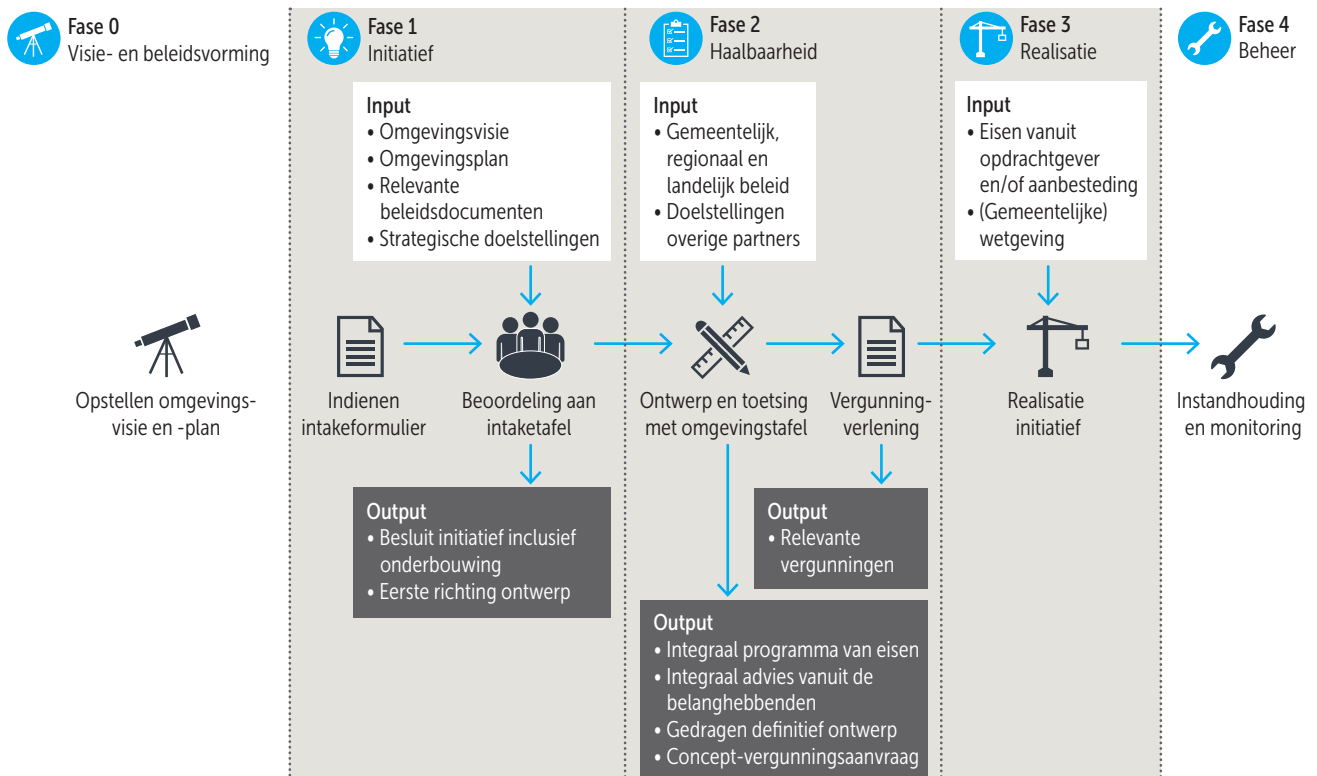 Fase 0
Visie- en beleidsvorming
Fase 1
Initiatief
Fase 2
Haalbaarheid
Fase 3
Realisatie
Fase 4
Beheer
Input
• Omgevingsvisie
• Omgevingsplan
• Relevante
beleidsdocumenten
• Strategische doelstellingen
Input
• Gemeentelijk,
regionaal en
landelijk beleid
• Doelstellingen
overige partners
Input
• Eisen vanuit
opdrachtgever
en/of aanbesteding
• (Gemeentelijke)
wetgeving
Opstellen omgevings-
visie en -plan
Indienen
intakeformulier
Beoordeling aan
intaketafel
Ontwerp en toetsing
met omgevingstafel
Vergunning-
verlening
Realisatie
initiatief
Instandhouding
en monitoring
Output
• Besluit initiatief inclusief
onderbouwing
• Eerste richting ontwerp
Output
• Relevante
vergunningen
Output
• Integraal programma van eisen
• Integraal advies vanuit de
belanghebbenden
• Gedragen definitief ontwerp
• Concept-vergunningsaanvraag